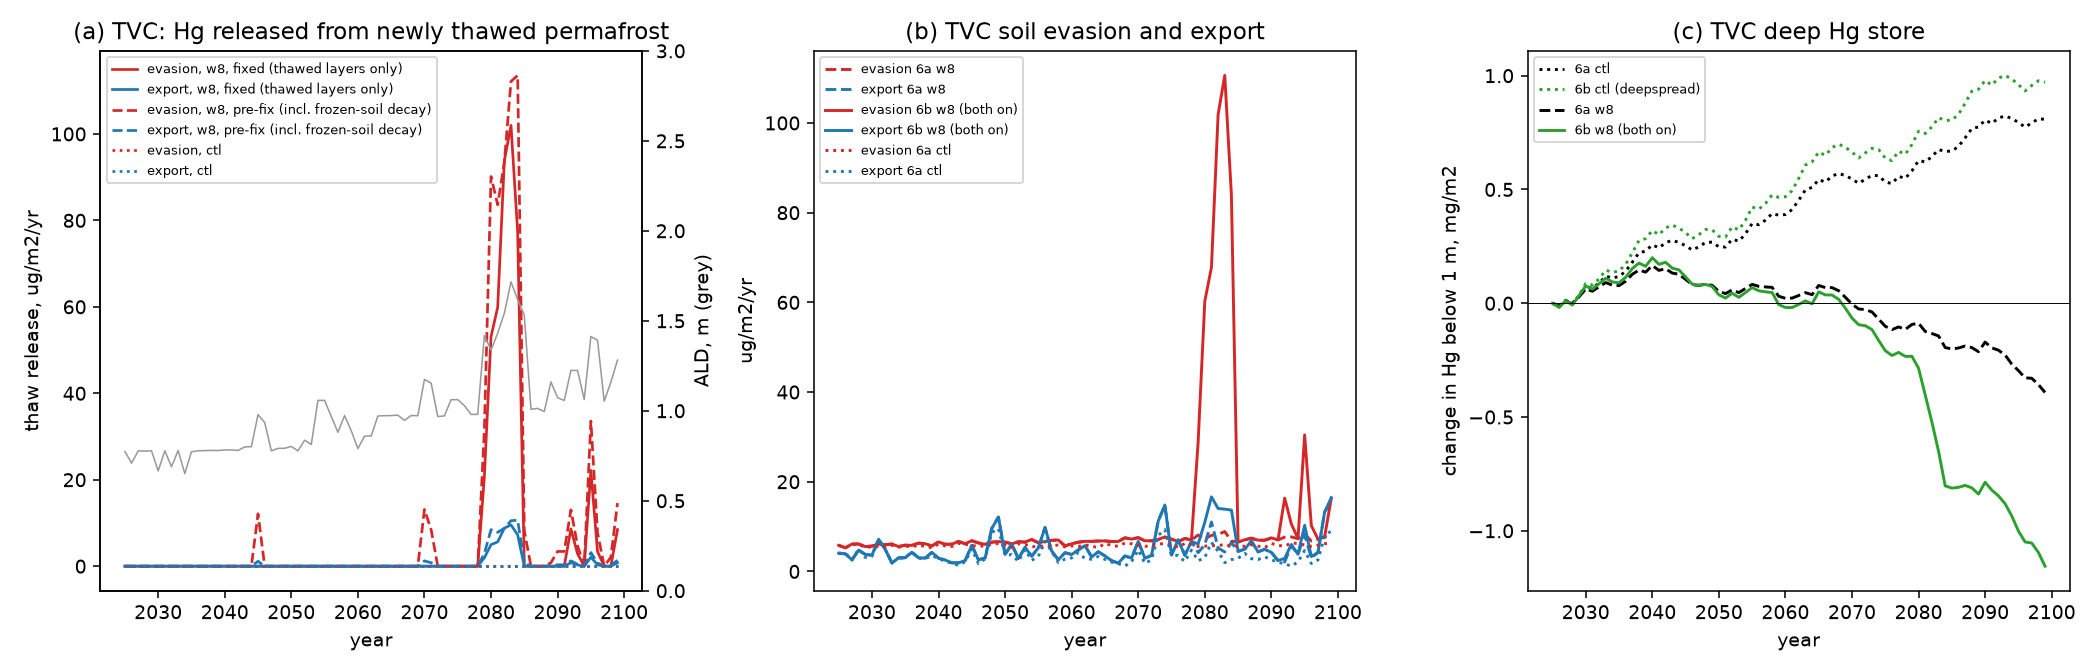 (a) TVC: Hg released from newly thawed permafrost
evasion, w8, fixed (thawed layers only)
export, w8, fixed (thawed layers only)
evasion, w8, pre-fix (incl. frozen-soil decay)
export, w8, pre-fix (incl. frozen-soil decay)
evasion, ctl
export, ctl
thaw release, ug/m2/yr
100
80
60
40
20
0
3.0
2.5
2.0
1.5
1.0
0.5
0.0
ALD, m (grey)
2030 2040 2050 2060 2070 2080 2090 2100
year
(b) TVC soil evasion and export
evasion 6a w8
export 6a w8
evasion 6b w8 (both on)
export 6b w8 (both on)
evasion 6a ctl
export 6a ctl
ug/m2/yr
100
80
60
40
20
0
2030 2040 2050 2060 2070 2080 2090 2100
year
(c) TVC deep Hg store
6a ctl
6b ctl (deepspread)
6a w8
6b w8 (both on)
change in Hg below 1 m, mg/m2
1.0
0.5
0.0
−0.5
−1.0
2030 2040 2050 2060 2070 2080 2090 2100
year